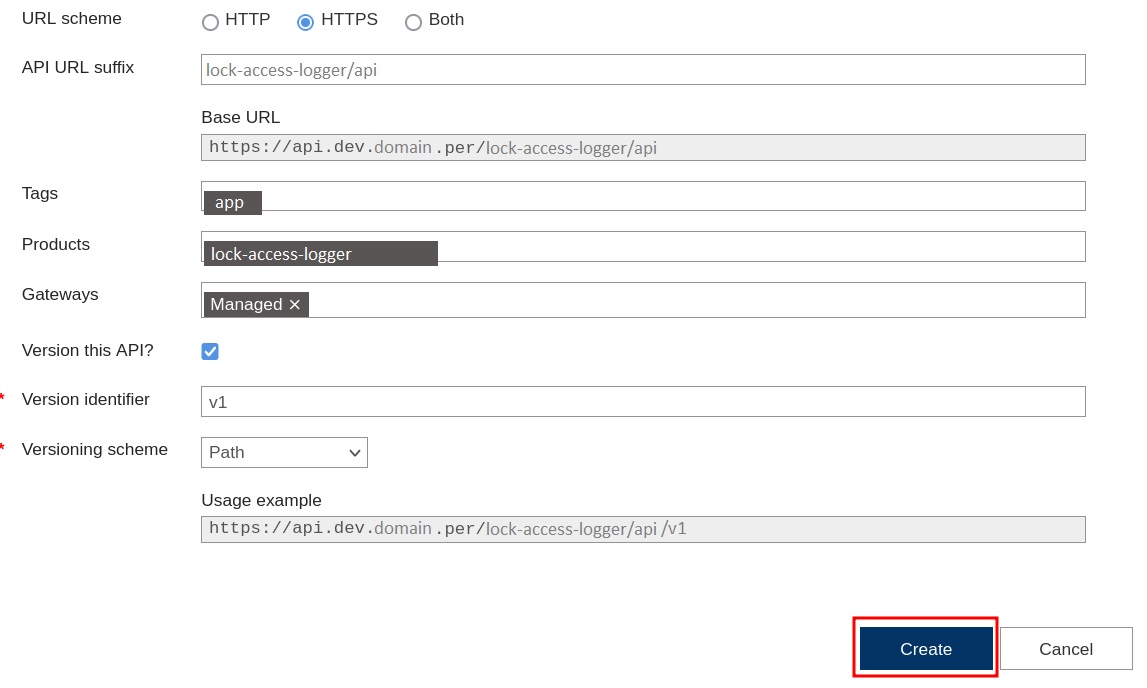 URL scheme HTTP HTTPS Both
API URL suffix lock-access-logger/api
Base URL
https://api.dev.domain.per/lock-access-logger/api
Tags app
Products lock-access-logger
Gateways Managed ×
Version this API?
* Version identifier v1
* Versioning scheme Path
Usage example
https://api.dev.domain.per/lock-access-logger/api/v1
Create Cancel